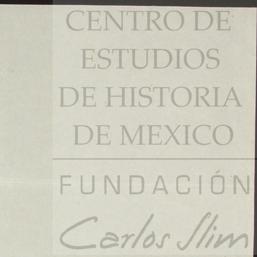 CENTRO DE
ESTUDIOS
DE HISTORIA
DE MEXICO
FUNDACIÓN
Carlos Slim